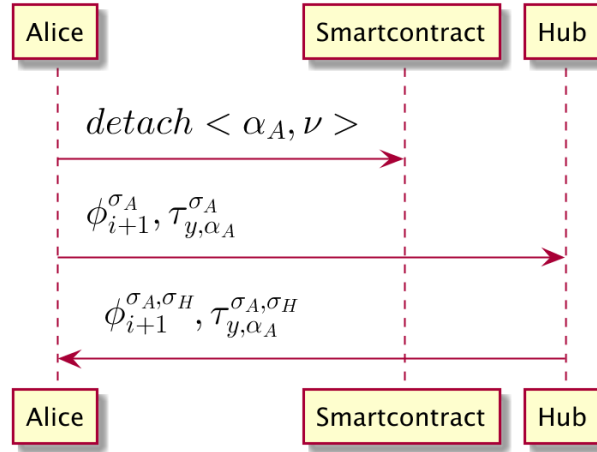 Alice Smartcontract Hub
detach < α_A, ν >
ϕ_{i+1}^{σ_A}, τ_{y,α_A}^{σ_A}
ϕ_{i+1}^{σ_A,σ_H}, τ_{y,α_A}^{σ_A,σ_H}
Alice Smartcontract Hub